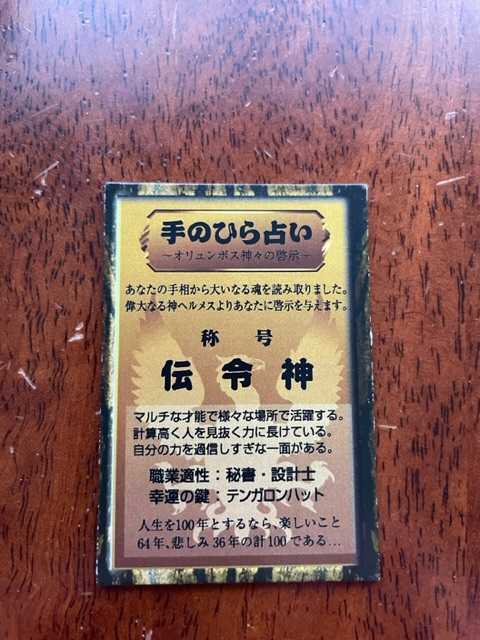 手のひら占い
～オリュンポス神々の啓示～
あなたの手相から大いなる魂を読み取りました。
偉大なる神ヘルメスよりあなたに啓示を与えます。
称号
伝令神
マルチな才能で様々な場所で活躍する。
計算高く人を見抜く力に長けている。
自分の力を過信しすぎな一面がある。
職業適性：秘書・設計士
幸運の鍵：テンガロンハット
人生を100年とするなら、楽しいこと
64年、悲しみ36年の計100である…